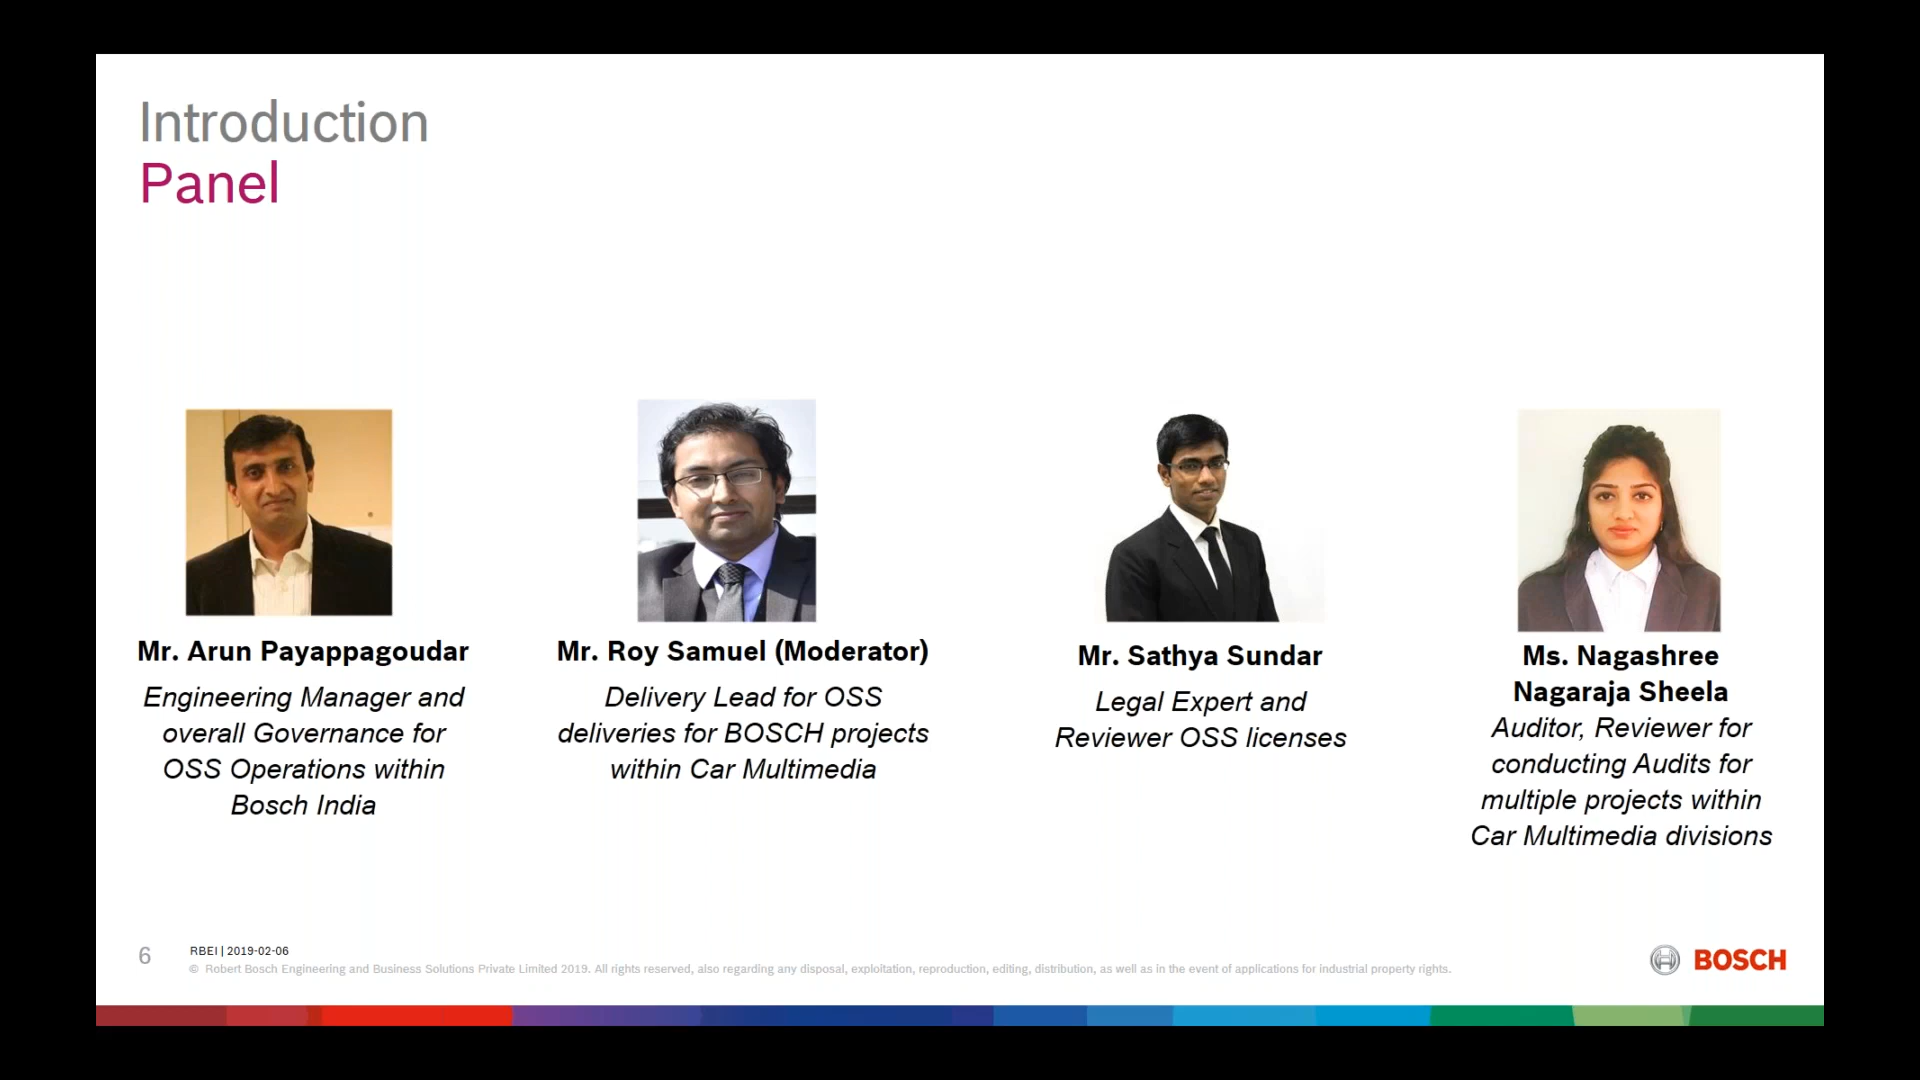 Introduction
Panel
Mr. Arun Payappagoudar
Engineering Manager and
overall Governance for
OSS Operations within
Bosch India
Mr. Roy Samuel (Moderator)
Delivery Lead for OSS
deliveries for BOSCH projects
within Car Multimedia
Mr. Sathya Sundar
Legal Expert and
Reviewer OSS licenses
Ms. Nagashree
Nagaraja Sheela
Auditor, Reviewer for
conducting Audits for
multiple projects within
Car Multimedia divisions
6
RBEI | 2019-02-06
© Robert Bosch Engineering and Business Solutions Private Limited 2019. All rights reserved, also regarding any disposal, exploitation, reproduction, editing, distribution, as well as in the event of applications for industrial property rights.
BOSCH